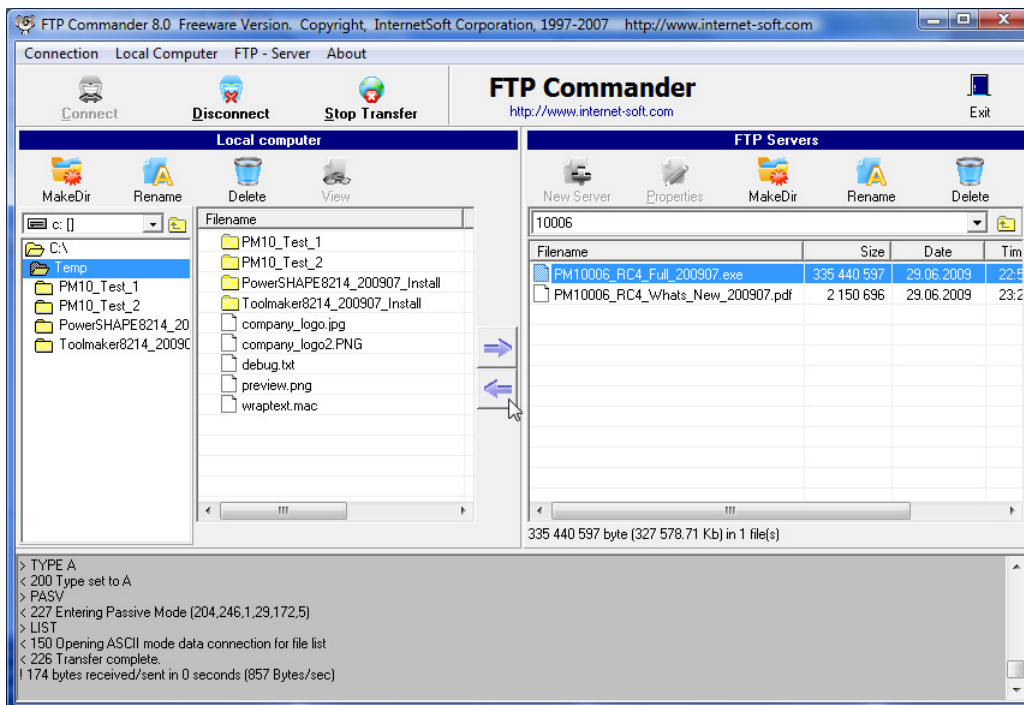 FTP Commander 8.0 Freeware Version. Copyright, InternetSoft Corporation, 1997-2007 http://www.internet-soft.com
Connection Local Computer FTP - Server About
Connect Disconnect Stop Transfer
FTP Commander
http://www.internet-soft.com
Exit
Local computer
MakeDir Rename Delete View
c: []
C:\
Temp
PM10_Test_1
PM10_Test_2
PowerSHAPE8214_20
Toolmaker8214_2009
Filename
PM10_Test_1
PM10_Test_2
PowerSHAPE8214_200907_Install
Toolmaker8214_200907_Install
company_logo.jpg
company_logo2.PNG
debug.txt
preview.png
wraptext.mac
FTP Servers
New Server Properties MakeDir Rename Delete
10006
Filename Size Date Tim
PM10006_RC4_Full_200907.exe 335 440 597 29.06.2009 22:5
PM10006_RC4_Whats_New_200907.pdf 2 150 696 29.06.2009 23:2
335 440 597 byte (327 578.71 Kb) in 1 file(s)
> TYPE A
< 200 Type set to A
> PASV
< 227 Entering Passive Mode (204,246,1,29,172,5)
> LIST
< 150 Opening ASCII mode data connection for file list
< 226 Transfer complete.
! 174 bytes received/sent in 0 seconds (857 Bytes/sec)